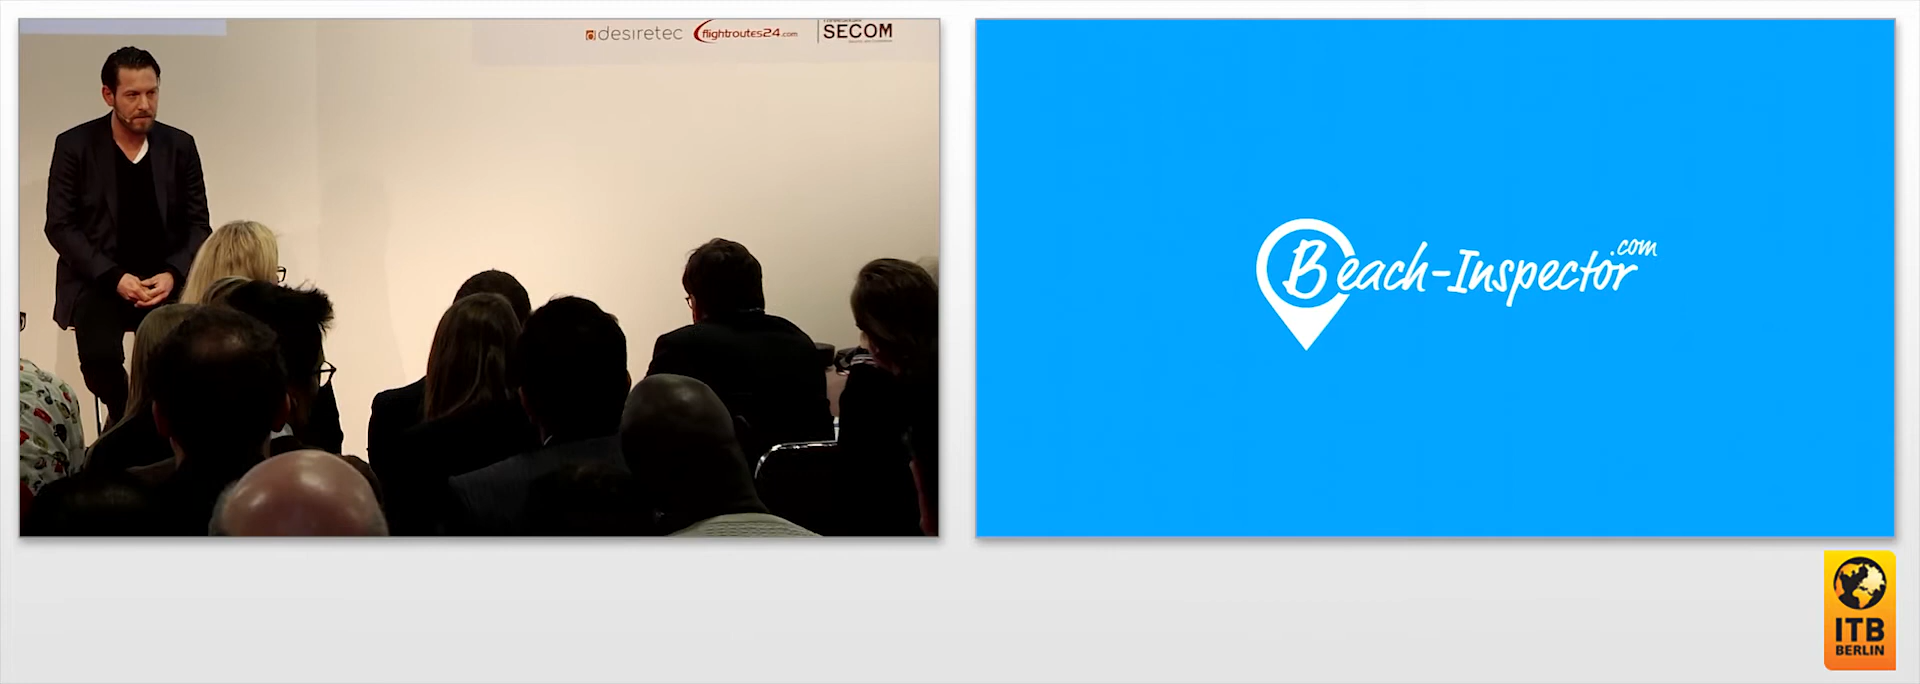 desiretec flightroutes24.com SECOM
Beach-Inspector.com
ITB
BERLIN